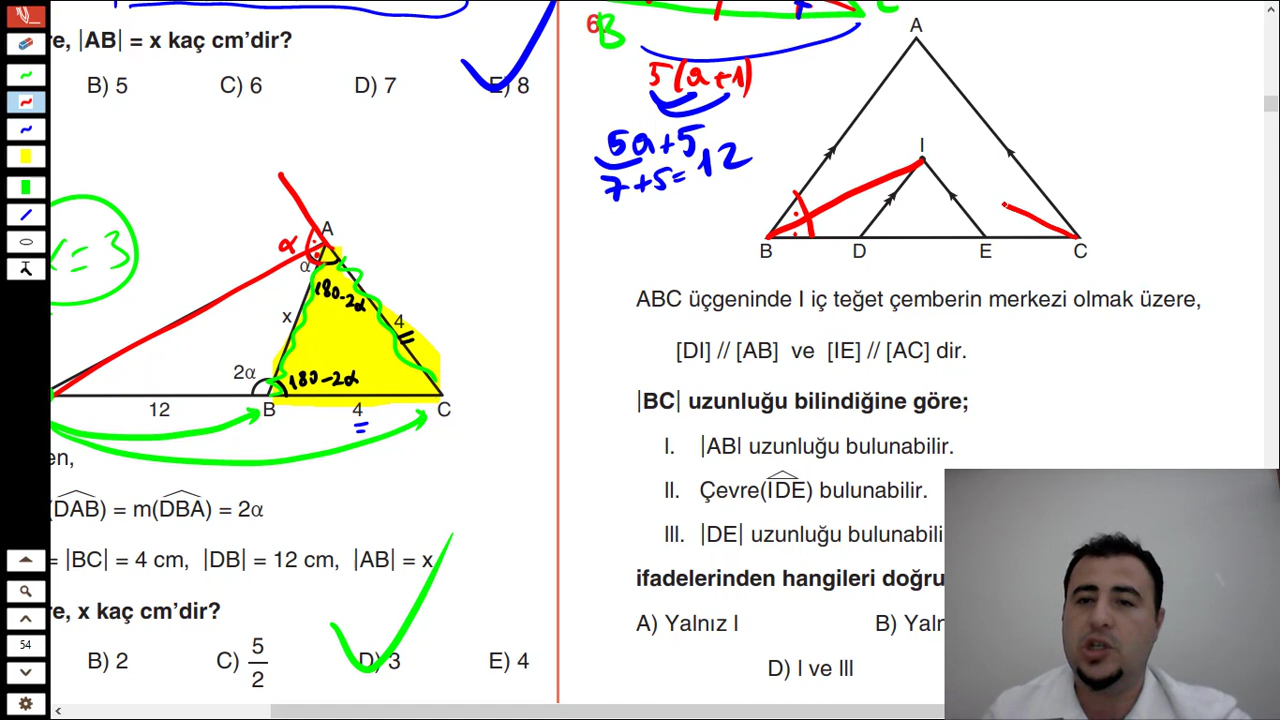 re, |AB| = x kaç cm'dir?
B) 5 C) 6 D) 7 E) 8
x = 3
A
α
α
180-2α
x
4
2α
180-2α
12
B
4
C
en,
(DAB) = m(DBA) = 2α
= |BC| = 4 cm, |DB| = 12 cm, |AB| = x
re, x kaç cm'dir?
B) 2 C) 5/2 D) 3 E) 4
54
6
B
C
5(a+1)
5a+5
7+5=12
A
I
B D E C
ABC üçgeninde I iç teğet çemberin merkezi olmak üzere,
[DI] // [AB] ve [IE] // [AC] dir.
|BC| uzunluğu bilindiğine göre;
I. |AB| uzunluğu bulunabilir.
II. Çevre(IDE) bulunabilir.
III. |DE| uzunluğu bulunabili
ifadelerinden hangileri doğru
A) Yalnız I B) Yaln
D) I ve III